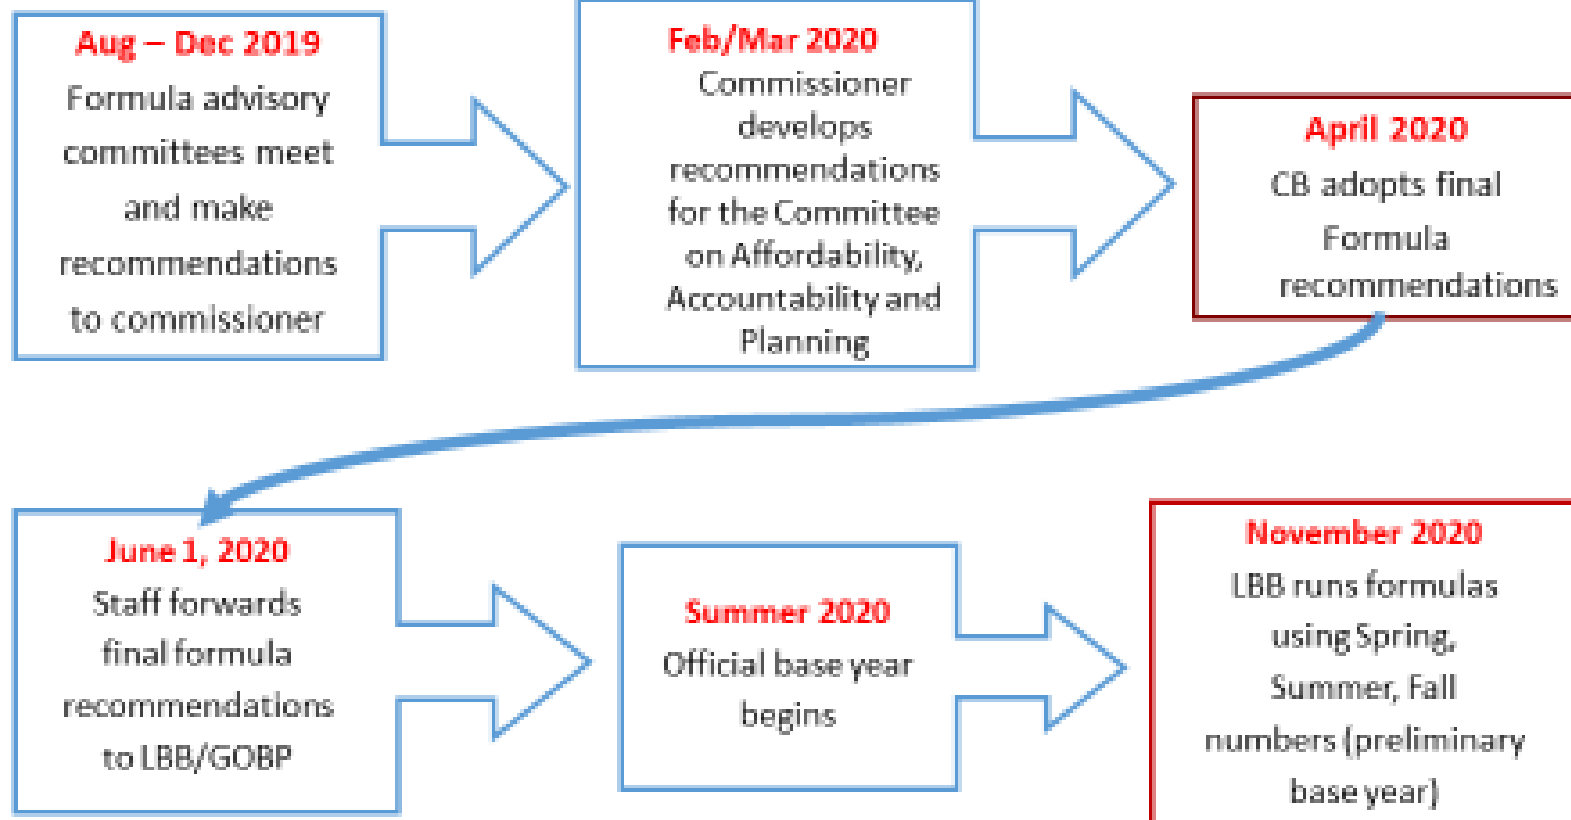 Aug – Dec 2019
Formula advisory
committees meet
and make
recommendations
to commissioner
Feb/Mar 2020
Commissioner
develops
recommendations
for the Committee
on Affordability,
Accountability and
Planning
April 2020
CB adopts final
Formula
recommendations
June 1, 2020
Staff forwards
final formula
recommendations
to LBB/GOBP
Summer 2020
Official base year
begins
November 2020
LBB runs formulas
using Spring,
Summer, Fall
numbers (preliminary
base year)